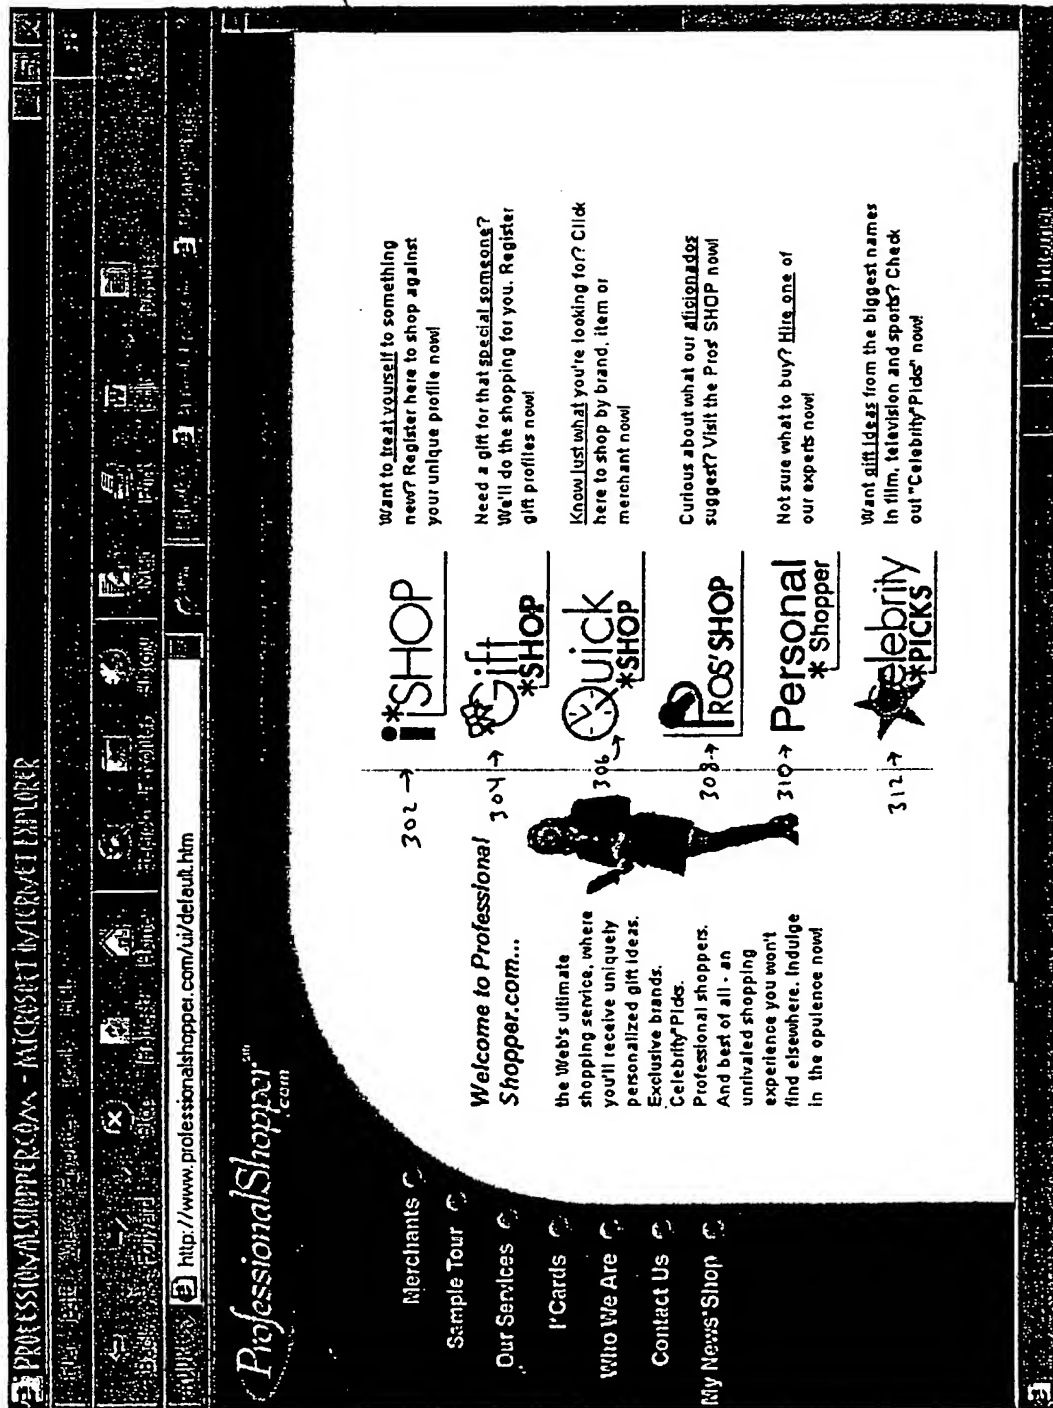 PROFESSIONALSHOPPER.COM - MICROSOFT INTERNET EXPLORER
Forward
Home
Mail
http://www.professionalshopper.com/ui/default.htm
ProfessionalShopper℠
.com
Merchants
Sample Tour
Our Services
I*Cards
Who We Are
Contact Us
My News*Shop
Welcome to Professional
Shopper.com...
the Web's ultimate
shopping service, where
you'll receive uniquely
personalized gift ideas.
Exclusive brands.
Celebrity*Picks.
Professional shoppers.
And best of all - an
unrivaled shopping
experience you won't
find elsewhere. Indulge
in the opulence now!
302 →
i*SHOP
Want to treat yourself to something
new? Register here to shop against
your unique profile now!
304 →
Gift
*SHOP
Need a gift for that special someone?
We'll do the shopping for you. Register
gift profiles now!
306
Quick
*SHOP
Know just what you're looking for? Click
here to shop by brand, item or
merchant now!
308 →
PROS'SHOP
Curious about what our aficionados
suggest? Visit the Pros' SHOP now!
310 →
Personal
* Shopper
Not sure what to buy? Hire one of
our experts now!
312 →
Celebrity
*PICKS
Want gift ideas from the biggest names
in film, television and sports? Check
out "Celebrity*Picks" now!